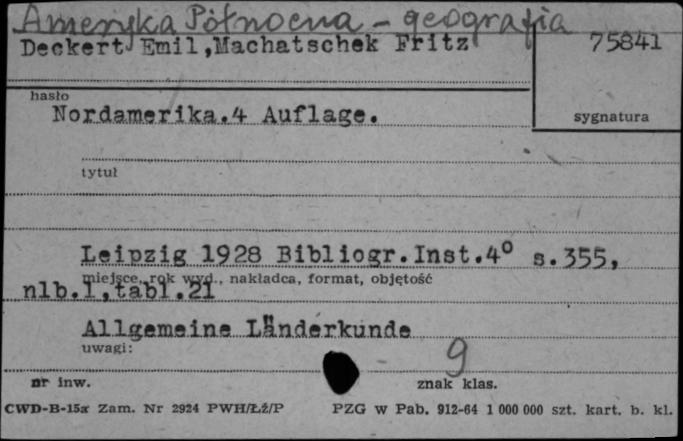 Ameryka Północna - geografia
Deckert Emil,Machatschek Fritz
75841
hasło
Nordamerika.4 Auflage.
sygnatura
tytuł
Leipzig 1928 Bibliogr.Inst.4° s.355,
miejsce, rok wyd., nakładca, format, objętość
nlb.1,tabl.21
Allgemeine Länderkunde
uwagi:
9
nr inw.
znak klas.
CWD-B-15a Zam. Nr 2924 PWH/Łź/P PZG w Pab. 912-64 1 000 000 szt. kart. b. kl.